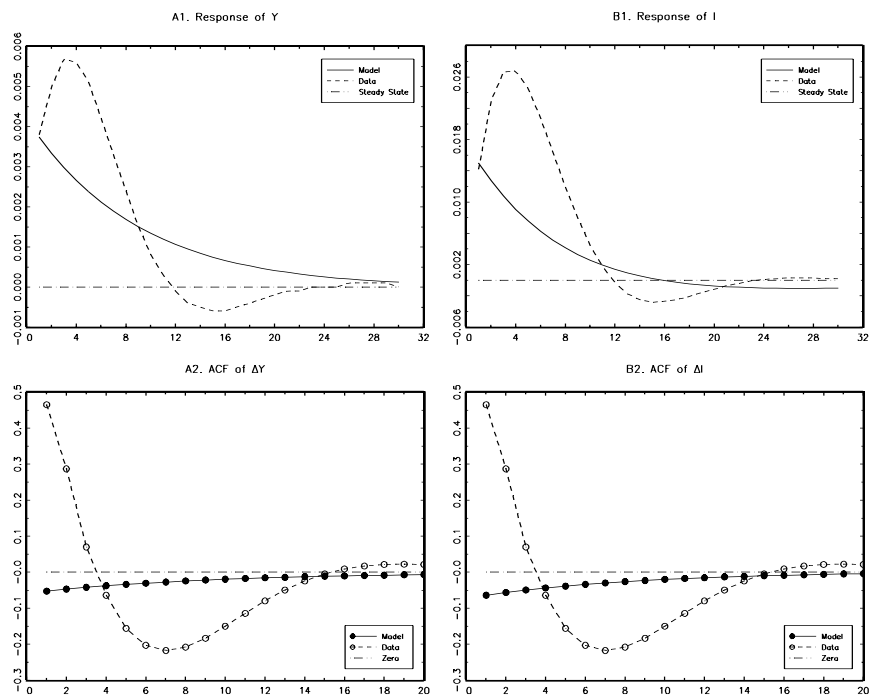 A1. Response of Y
0.006
0.005
0.004
0.003
0.002
0.001
0.000
−0.001
0 4 8 12 16 20 24 28 32
Model
Data
Steady State
B1. Response of I
0.026
0.018
0.010
0.002
−0.006
0 4 8 12 16 20 24 28 32
Model
Data
Steady State
A2. ACF of ΔY
0.5
0.4
0.3
0.2
0.1
−0.0
−0.1
−0.2
−0.3
0 2 4 6 8 10 12 14 16 18 20
Model
Data
Zero
B2. ACF of ΔI
0.5
0.4
0.3
0.2
0.1
−0.0
−0.1
−0.2
−0.3
0 2 4 6 8 10 12 14 16 18 20
Model
Data
Zero